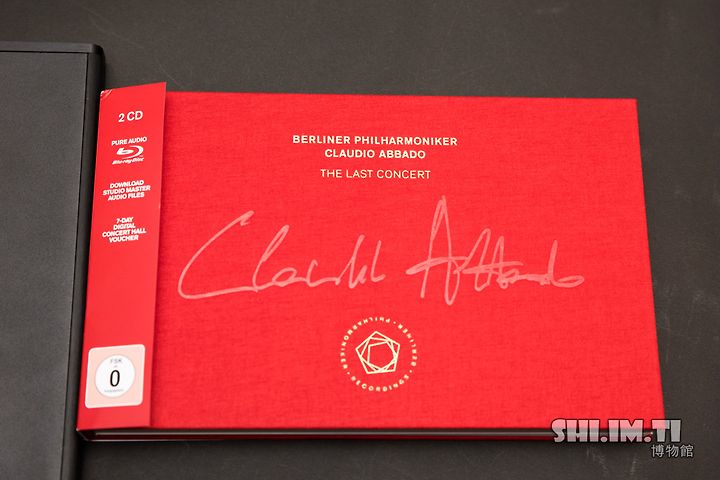 2 CD
PURE AUDIO
Blu-ray Disc
DOWNLOAD
STUDIO MASTER
AUDIO FILES
7-DAY
DIGITAL
CONCERT HALL
VOUCHER
FSK
0
BERLINER PHILHARMONIKER
CLAUDIO ABBADO
THE LAST CONCERT
Claudio Abbado
BERLINER · PHILHARMONIKER · RECORDINGS ·
SHI.IM.TI
博物館